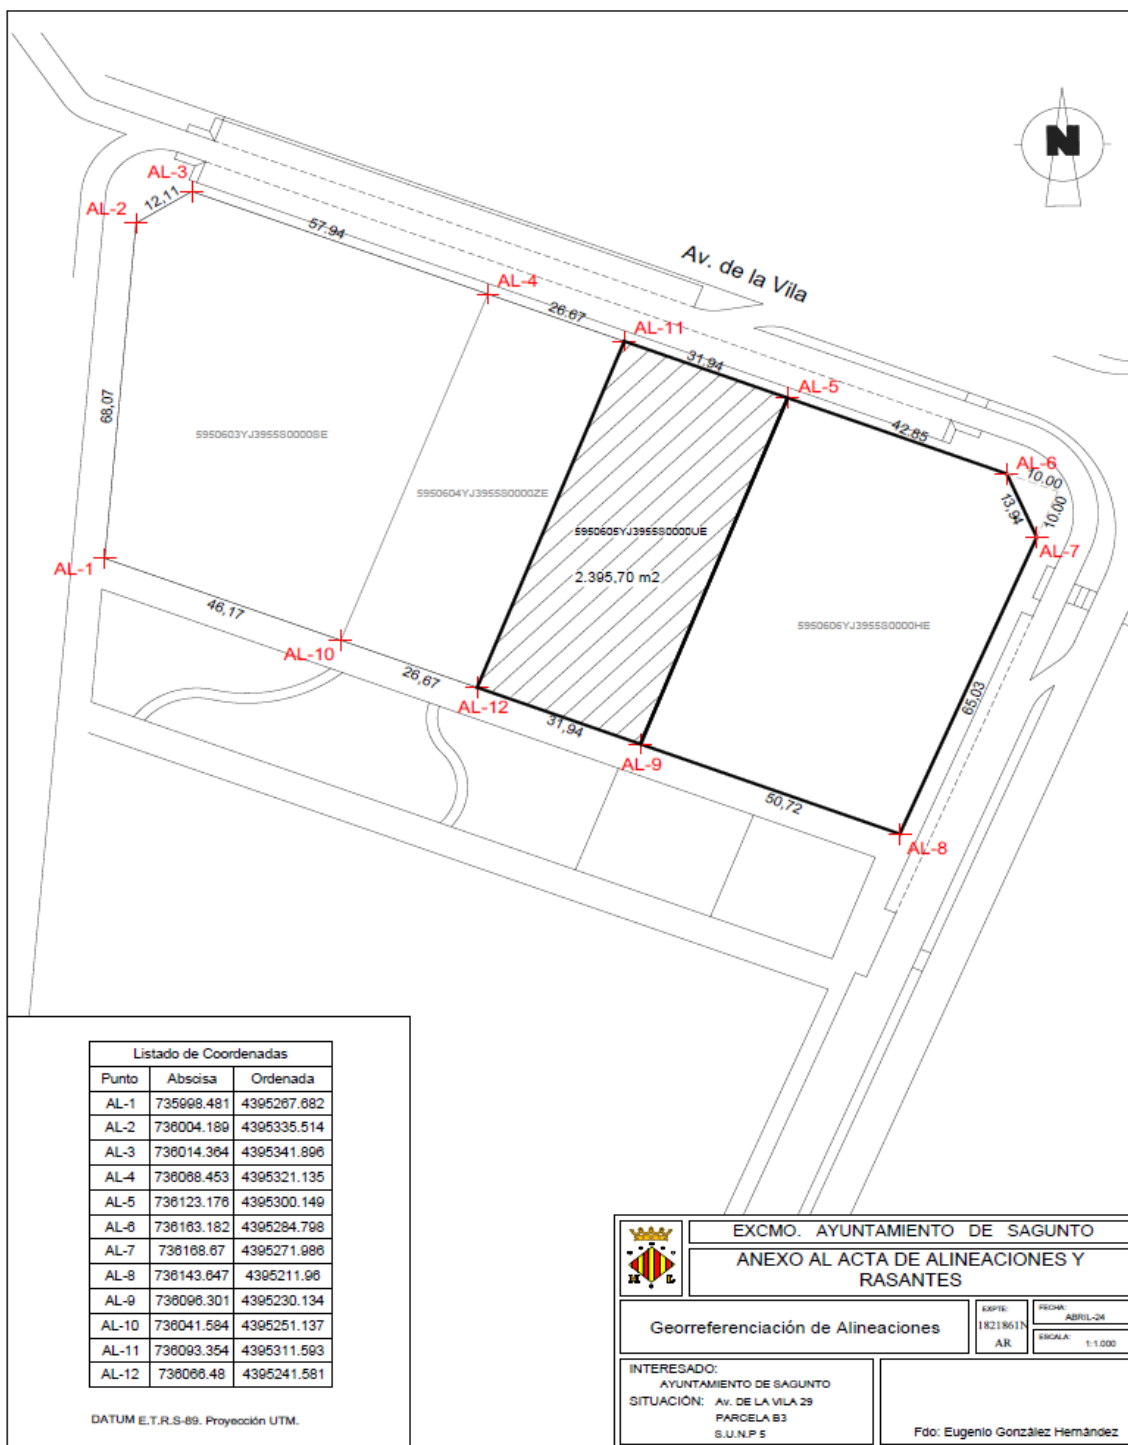 N
AL-3
12,11
AL-2
57.94
Av. de la Vila
AL-4
26.67
AL-11
31.94
AL-5
42.85
AL-6
10.00
13,94
10.00
AL-7
68,07
5950603YJ3955S0000SE
5950604YJ3955S0000ZE
5950605YJ3955S0000UE
2.395,70 m2
5950606YJ3955S0000HE
AL-1
46,17
AL-10
26,67
AL-12
31,94
AL-9
65,03
50,72
AL-8
Listado de Coordenadas
Punto Abscisa Ordenada
AL-1 735998.481 4395267.682
AL-2 736004.189 4395335.514
AL-3 736014.364 4395341.896
AL-4 736068.453 4395321.135
AL-5 736123.176 4395300.149
AL-6 736163.182 4395284.798
AL-7 736168.67 4395271.986
AL-8 736143.647 4395211.96
AL-9 736096.301 4395230.134
AL-10 736041.584 4395251.137
AL-11 736093.354 4395311.593
AL-12 736066.48 4395241.581
DATUM E.T.R.S-89. Proyección UTM.
EXCMO. AYUNTAMIENTO DE SAGUNTO
ANEXO AL ACTA DE ALINEACIONES Y
RASANTES
Georreferenciación de Alineaciones
EXPTE:
1821861N
AR
FECHA:
ABRIL-24
ESCALA:
1:1.000
INTERESADO:
AYUNTAMIENTO DE SAGUNTO
SITUACIÓN: Av. DE LA VILA 29
PARCELA B3
S.U.N.P 5
Fdo: Eugenio González Hernández